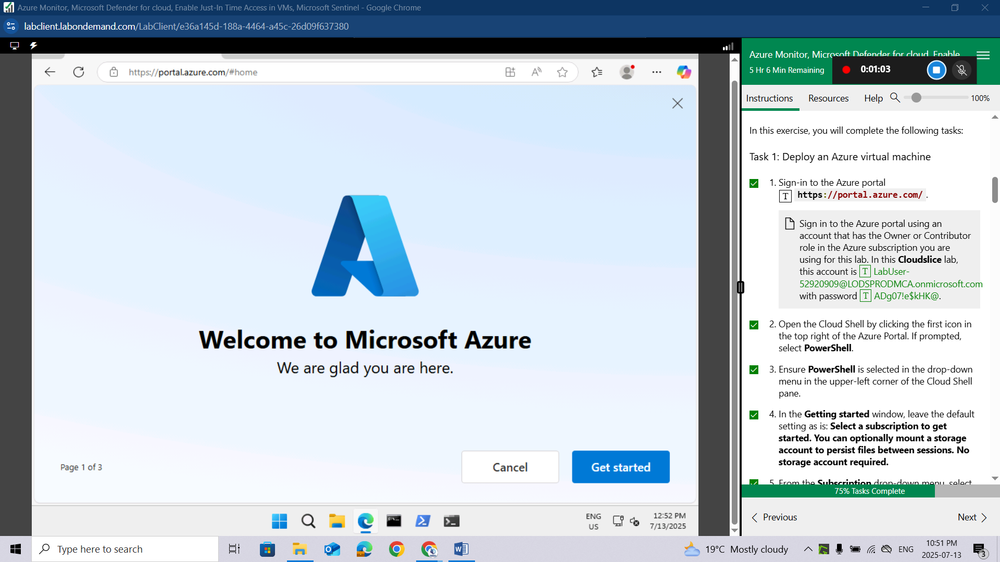 Azure Monitor, Microsoft Defender for cloud, Enable Just-In Time Access in VMs, Microsoft Sentinel - Google Chrome
labclient.labondemand.com/LabClient/e36a145d-188a-4464-a45c-26d09f637380
https://portal.azure.com/#home
Welcome to Microsoft Azure
We are glad you are here.
Page 1 of 3
Cancel
Get started
ENG
US
12:52 PM
7/13/2025
Azure Monitor, Microsoft Defender for cloud, Enable
5 Hr 6 Min Remaining
0:01:03
Instructions
Resources
Help
100%
In this exercise, you will complete the following tasks:
Task 1: Deploy an Azure virtual machine
1. Sign-in to the Azure portal
T https://portal.azure.com/ .
Sign in to the Azure portal using an
account that has the Owner or Contributor
role in the Azure subscription you are
using for this lab. In this Cloudslice lab,
this account is T LabUser-
52920909@LODSPRODMCA.onmicrosoft.com
with password T ADg07!e$kHK@.
2. Open the Cloud Shell by clicking the first icon in
the top right of the Azure Portal. If prompted,
select PowerShell.
3. Ensure PowerShell is selected in the drop-down
menu in the upper-left corner of the Cloud Shell
pane.
4. In the Getting started window, leave the default
setting as is: Select a subscription to get
started. You can optionally mount a storage
account to persist files between sessions. No
storage account required.
5. From the Subscription drop-down menu, select
75% Tasks Complete
Previous
Next
Type here to search
19°C Mostly cloudy
ENG
10:51 PM
2025-07-13
3